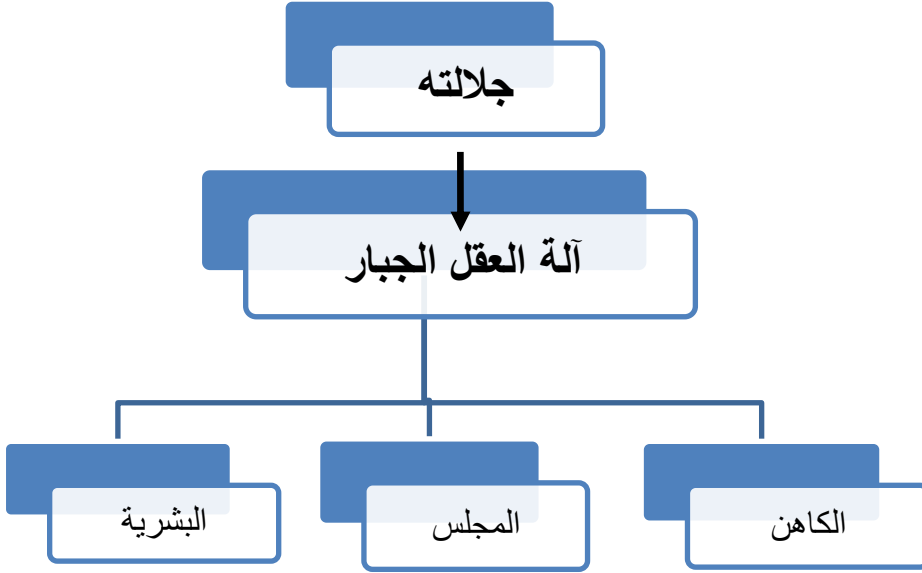 جلالته
آلة العقل الجبار
الكاهن
المجلس
البشرية